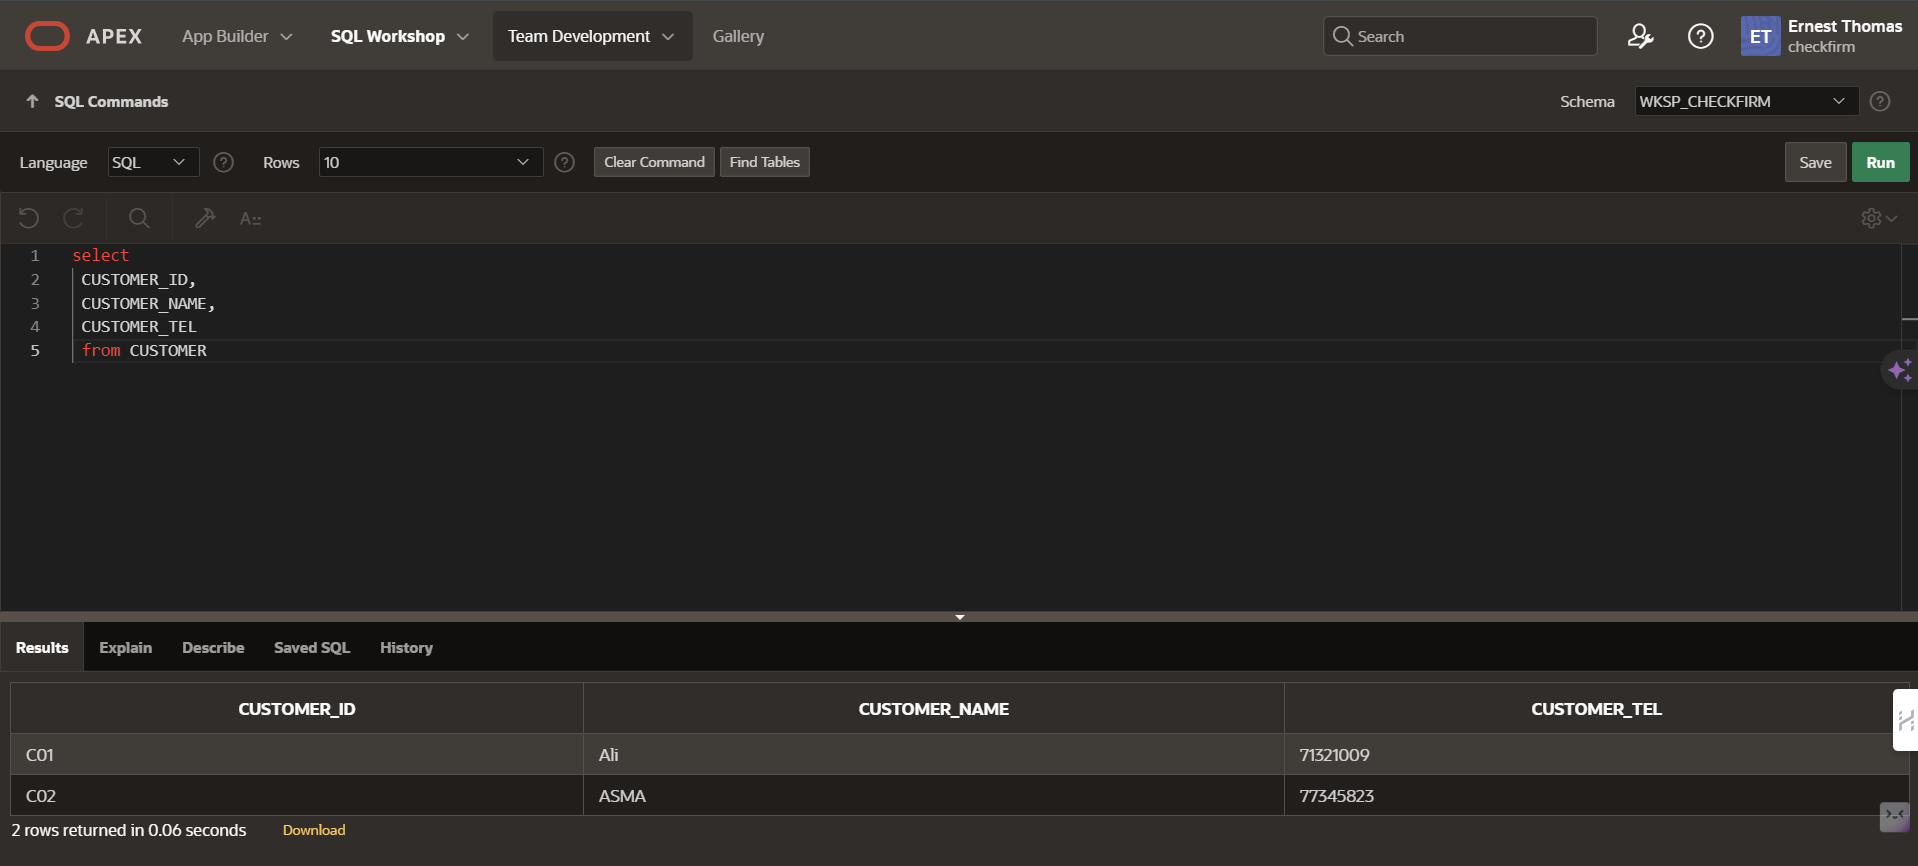 APEX App Builder SQL Workshop Team Development Gallery Search ET Ernest Thomas
checkfirm
SQL Commands Schema WKSP_CHECKFIRM
Language SQL Rows 10 Clear Command Find Tables Save Run
A
1 select
2 CUSTOMER_ID,
3 CUSTOMER_NAME,
4 CUSTOMER_TEL
5 from CUSTOMER
Results Explain Describe Saved SQL History
CUSTOMER_ID CUSTOMER_NAME CUSTOMER_TEL
C01 Ali 71321009
C02 ASMA 77345823
2 rows returned in 0.06 seconds Download